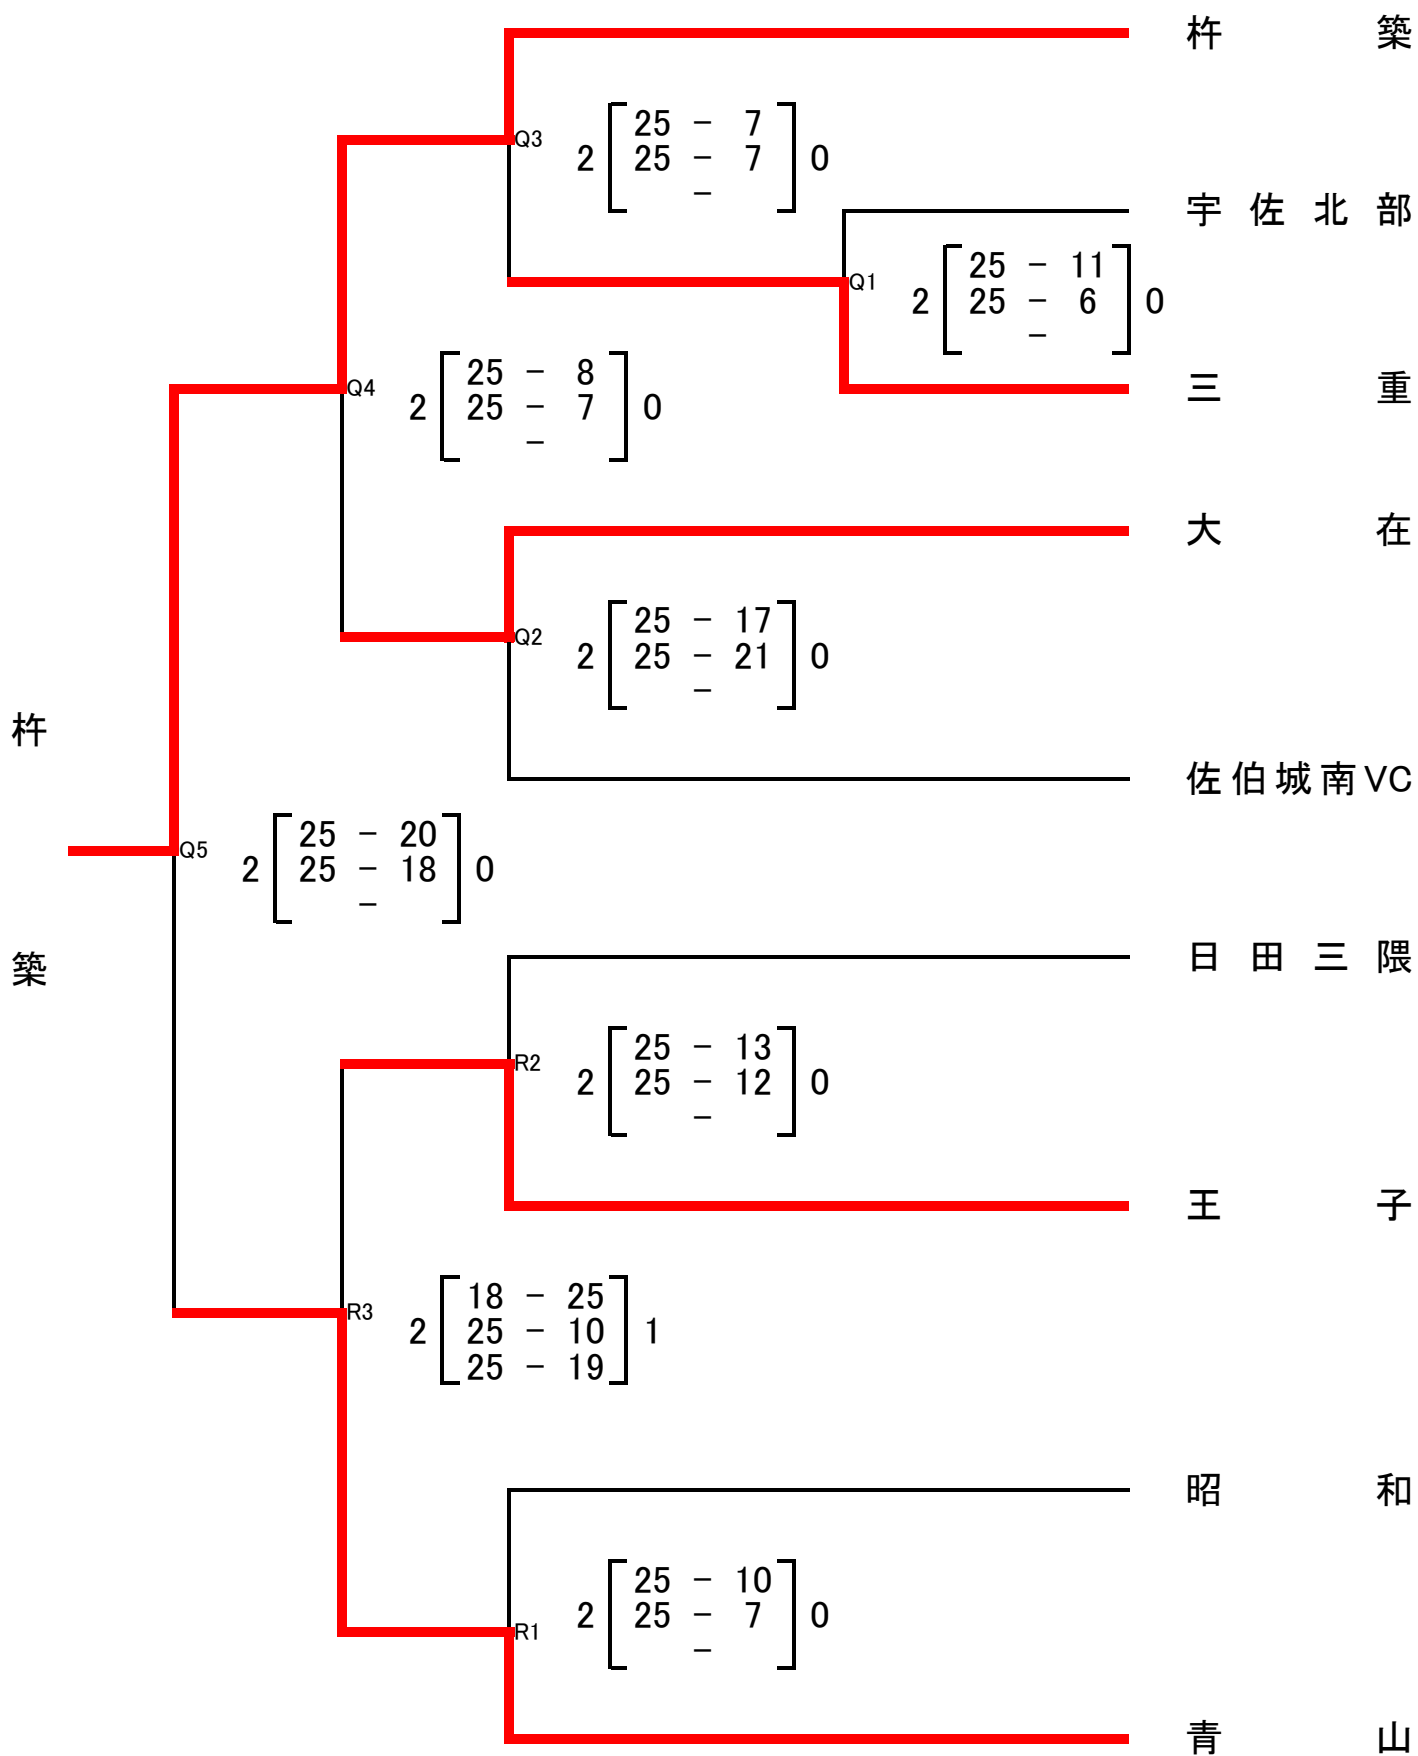 杵築
Q3
2 25 - 7 0
25 - 7
-
宇佐北部
Q1
2 25 - 11 0
25 - 6
-
三重
Q4
2 25 - 8 0
25 - 7
-
大在
Q2
2 25 - 17 0
25 - 21
-
佐伯城南VC
杵築
Q5
2 25 - 20 0
25 - 18
-
日田三隈
R2
2 25 - 13 0
25 - 12
-
王子
R3
2 18 - 25 1
25 - 10
25 - 19
昭和
R1
2 25 - 10 0
25 - 7
-
青山